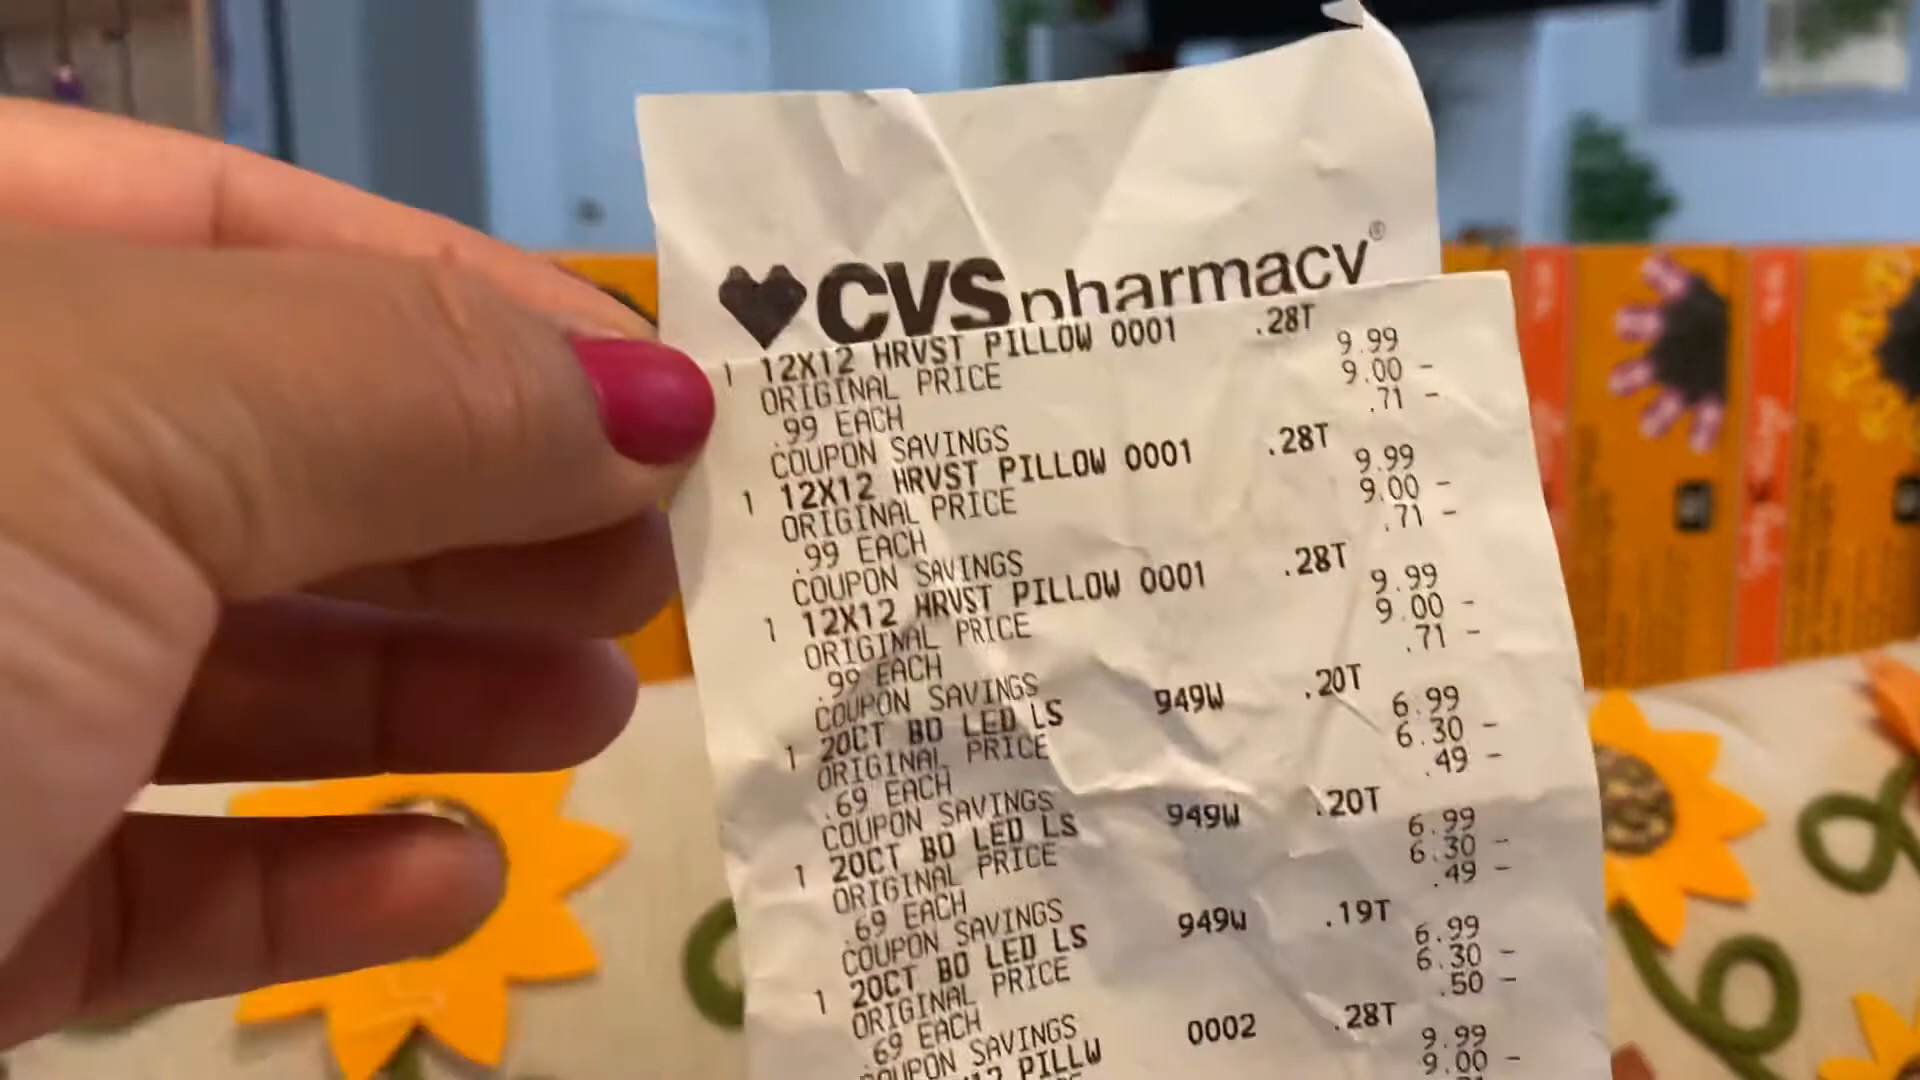 CVS pharmacy®
1 12X12 HRVST PILLOW 0001 .28T
ORIGINAL PRICE 9.99
.99 EACH 9.00 -
COUPON SAVINGS .71 -
1 12X12 HRVST PILLOW 0001 .28T
ORIGINAL PRICE 9.99
.99 EACH 9.00 -
COUPON SAVINGS .71 -
1 12X12 HRVST PILLOW 0001 .28T
ORIGINAL PRICE 9.99
.99 EACH 9.00 -
COUPON SAVINGS .71 -
1 20CT BO LED LS 949W .20T
ORIGINAL PRICE 6.99
.69 EACH 6.30 -
COUPON SAVINGS .49 -
1 20CT BO LED LS 949W .20T
ORIGINAL PRICE 6.99
.69 EACH 6.30 -
COUPON SAVINGS .49 -
1 20CT BO LED LS 949W .19T
ORIGINAL PRICE 6.99
.69 EACH 6.30 -
COUPON SAVINGS .50 -
PILLW 0002 .28T
9.99
9.00 -